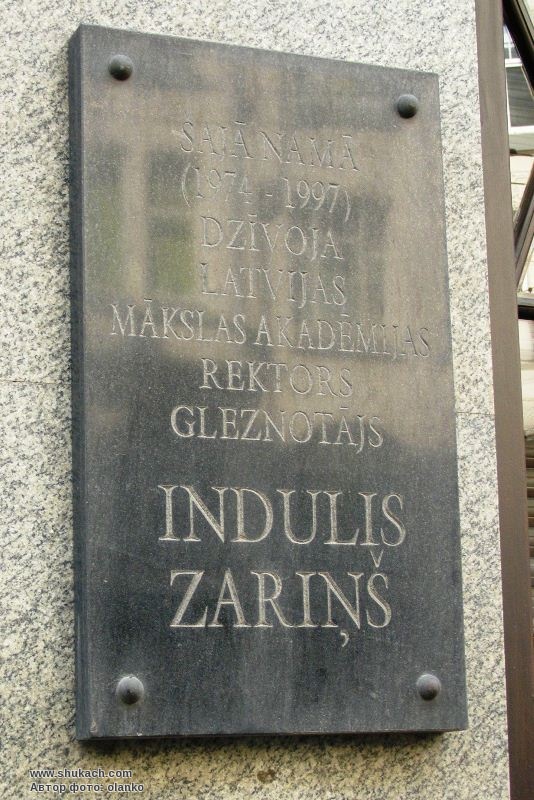 ŠAJĀ NAMĀ
(1974 - 1997)
DZĪVOJA
LATVIJAS
MĀKSLAS AKADĒMIJAS
REKTORS
GLEZNOTĀJS
INDULIS
ZARIŅŠ
www.shukach.com
Автор фото: olanko